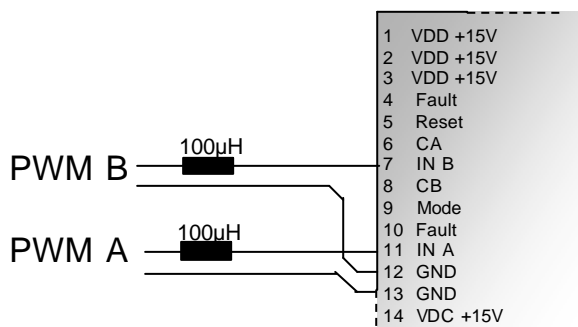 1 VDD +15V
2 VDD +15V
3 VDD +15V
4 Fault
5 Reset
6 CA
7 IN B
8 CB
9 Mode
10 Fault
11 IN A
12 GND
13 GND
14 VDC +15V
100µH
PWM B
100µH
PWM A